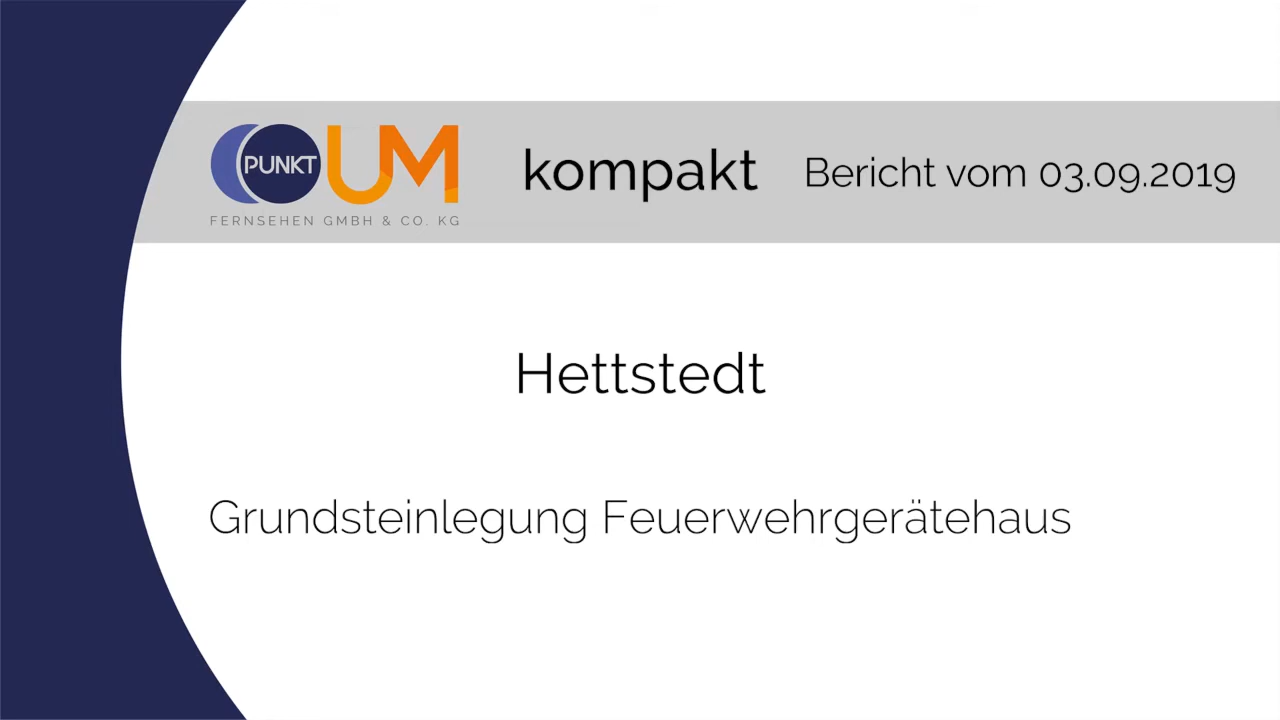 PUNKT UM
FERNSEHEN GMBH & CO. KG
kompakt Bericht vom 03.09.2019
Hettstedt
Grundsteinlegung Feuerwehrgerätehaus